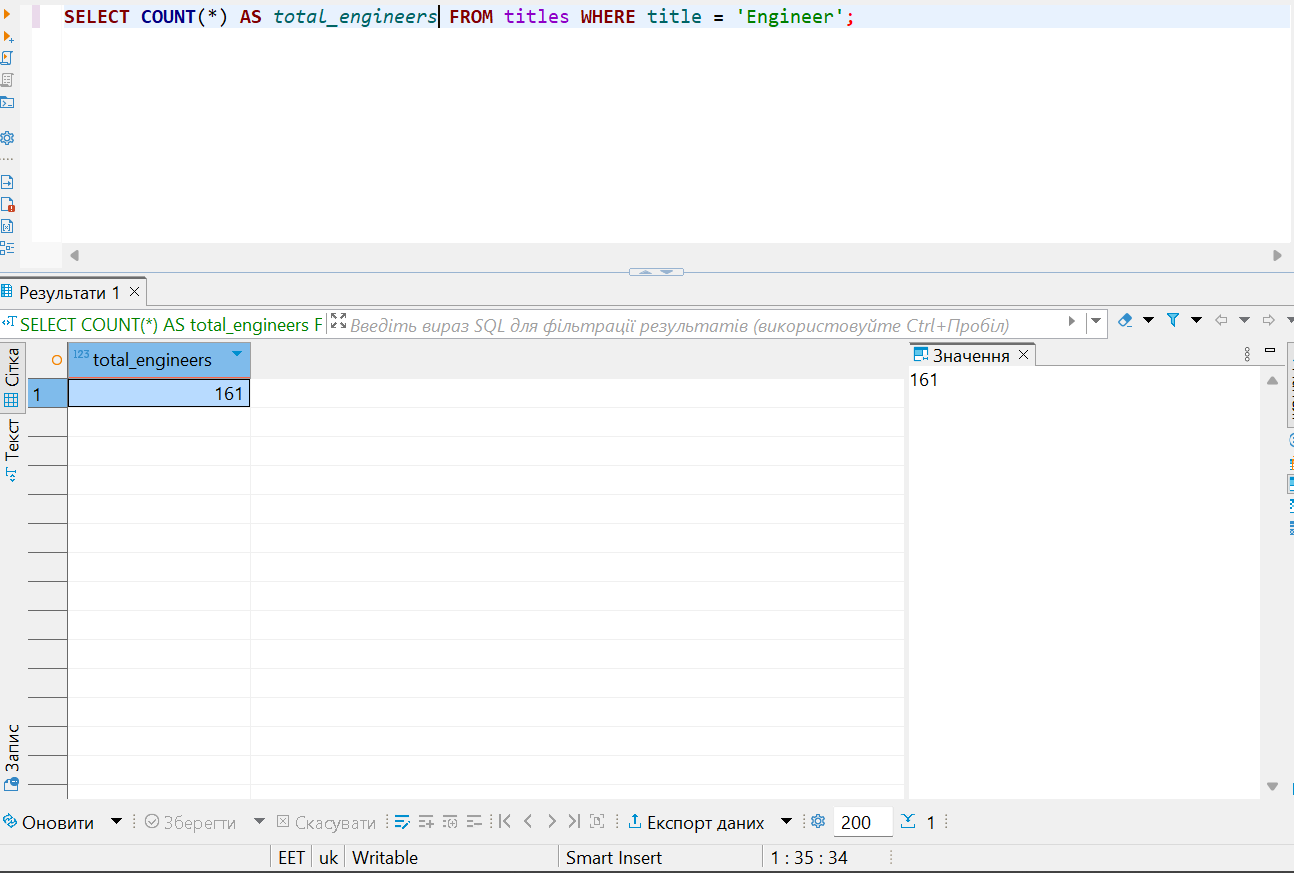 SELECT COUNT(*) AS total_engineers FROM titles WHERE title = 'Engineer';
Результати 1
SELECT COUNT(*) AS total_engineers F
Введіть вираз SQL для фільтрації результатів (використовуйте Ctrl+Пробіл)
Сітка
Текст
Запис
123 total_engineers
1
161
Значення
161
Оновити
Зберегти
Скасувати
Експорт даних
200
1
EET
uk
Writable
Smart Insert
1 : 35 : 34